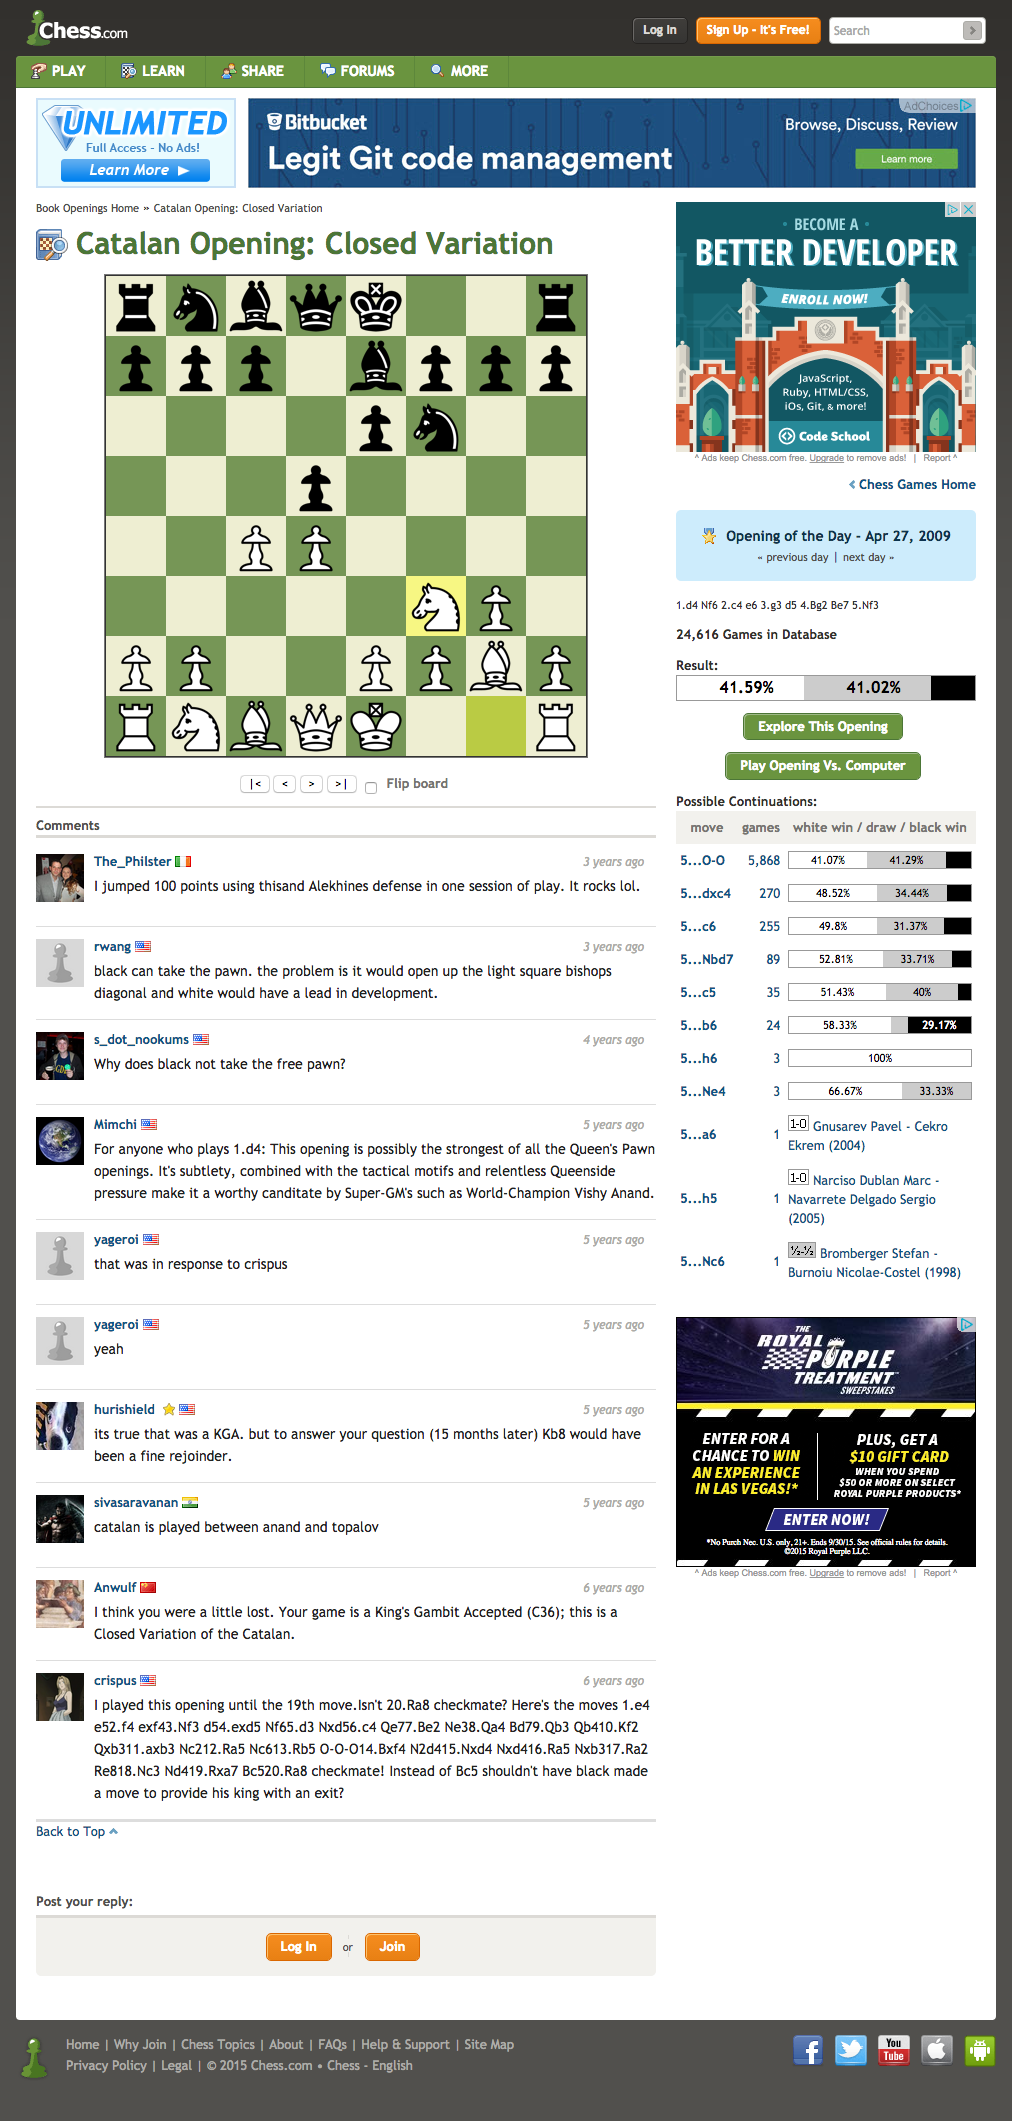 Chess.com
Log In
Sign Up - It's Free!
Search
PLAY
LEARN
SHARE
FORUMS
MORE
UNLIMITED
Full Access - No Ads!
Learn More
Bitbucket
Legit Git code management
AdChoices
Browse, Discuss, Review
Learn more
Book Openings Home » Catalan Opening: Closed Variation
Catalan Opening: Closed Variation
|<
<
>
>|
Flip board
Comments
The_Philster
3 years ago
I jumped 100 points using thisand Alekhines defense in one session of play. It rocks lol.
rwang
3 years ago
black can take the pawn. the problem is it would open up the light square bishops
diagonal and white would have a lead in development.
s_dot_nookums
4 years ago
Why does black not take the free pawn?
Mimchi
5 years ago
For anyone who plays 1.d4: This opening is possibly the strongest of all the Queen's Pawn
openings. It's subtlety, combined with the tactical motifs and relentless Queenside
pressure make it a worthy canditate by Super-GM's such as World-Champion Vishy Anand.
yageroi
5 years ago
that was in response to crispus
yageroi
5 years ago
yeah
hurishield
5 years ago
its true that was a KGA. but to answer your question (15 months later) Kb8 would have
been a fine rejoinder.
sivasaravanan
5 years ago
catalan is played between anand and topalov
Anwulf
6 years ago
I think you were a little lost. Your game is a King's Gambit Accepted (C36); this is a
Closed Variation of the Catalan.
crispus
6 years ago
I played this opening until the 19th move.Isn't 20.Ra8 checkmate? Here's the moves 1.e4
e52.f4 exf43.Nf3 d54.exd5 Nf65.d3 Nxd56.c4 Qe77.Be2 Ne38.Qa4 Bd79.Qb3 Qb410.Kf2
Qxb311.axb3 Nc212.Ra5 Nc613.Rb5 O-O-O14.Bxf4 N2d415.Nxd4 Nxd416.Ra5 Nxb317.Ra2
Re818.Nc3 Nd419.Rxa7 Bc520.Ra8 checkmate! Instead of Bc5 shouldn't have black made
a move to provide his king with an exit?
Back to Top
Post your reply:
Log In
or
Join
BECOME A
BETTER DEVELOPER
ENROLL NOW!
JavaScript,
Ruby, HTML/CSS,
iOs, Git, & more!
Code School
^ Ads keep Chess.com free. Upgrade to remove ads! | Report ^
Chess Games Home
Opening of the Day - Apr 27, 2009
« previous day | next day »
1.d4 Nf6 2.c4 e6 3.g3 d5 4.Bg2 Be7 5.Nf3
24,616 Games in Database
Result:
41.59% 41.02%
Explore This Opening
Play Opening Vs. Computer
Possible Continuations:
move games white win / draw / black win
5...O-O 5,868 41.07% 41.29%
5...dxc4 270 48.52% 34.44%
5...c6 255 49.8% 31.37%
5...Nbd7 89 52.81% 33.71%
5...c5 35 51.43% 40%
5...b6 24 58.33% 29.17%
5...h6 3 100%
5...Ne4 3 66.67% 33.33%
5...a6 1 1-0 Gnusarev Pavel - Cekro
Ekrem (2004)
5...h5 1 1-0 Narciso Dublan Marc -
Navarrete Delgado Sergio
(2005)
5...Nc6 1 ½-½ Bromberger Stefan -
Burnoiu Nicolae-Costel (1998)
THE
ROYAL
PURPLE
TREATMENT
SWEEPSTAKES
ENTER FOR A
CHANCE TO WIN
AN EXPERIENCE
IN LAS VEGAS!*
PLUS, GET A
$10 GIFT CARD
WHEN YOU SPEND
$50 OR MORE ON SELECT
ROYAL PURPLE PRODUCTS*
ENTER NOW!
*No Purch Nec. U.S. only, 21+. Ends 9/30/15. See official rules for details.
©2015 Royal Purple LLC.
^ Ads keep Chess.com free. Upgrade to remove ads! | Report ^
Home | Why Join | Chess Topics | About | FAQs | Help & Support | Site Map
Privacy Policy | Legal | © 2015 Chess.com • Chess - English
You
Tube